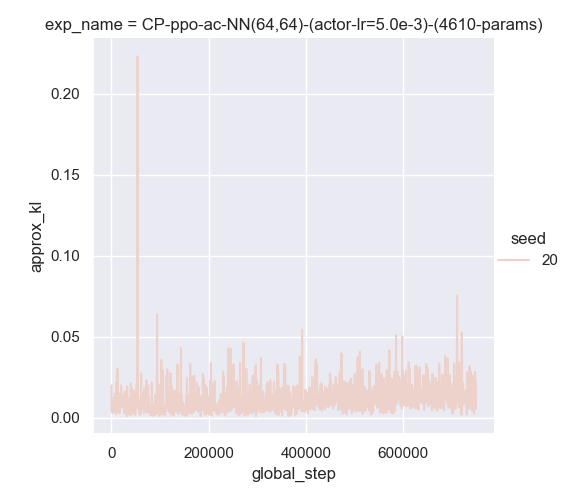 exp_name = CP-ppo-ac-NN(64,64)-(actor-lr=5.0e-3)-(4610-params)
0.20
0.15
0.10
0.05
0.00
approx_kl
0 200000 400000 600000
global_step
seed
20